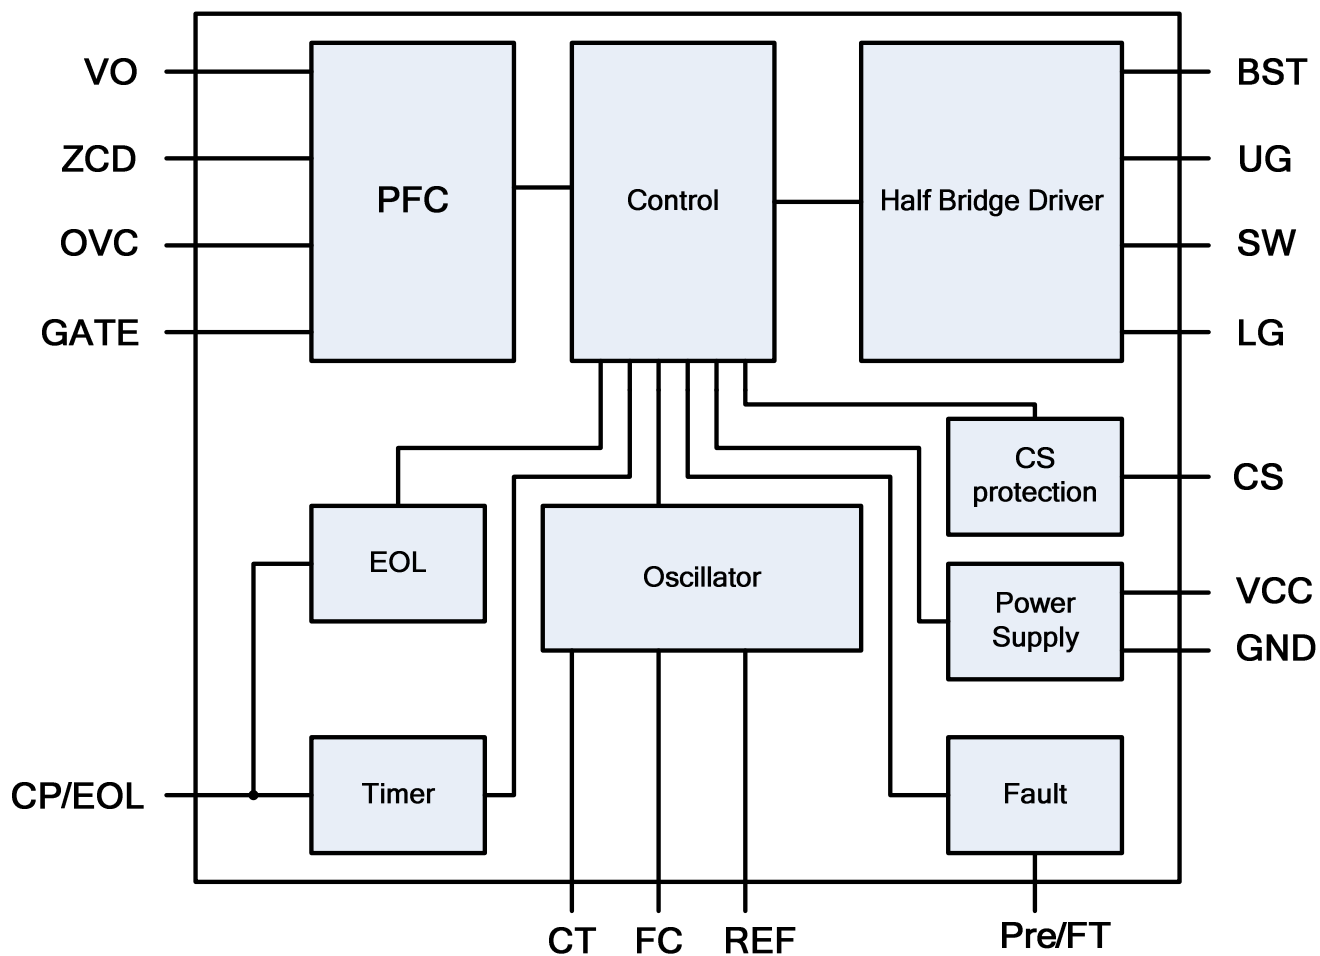 VO
BST
ZCD
UG
PFC
Control
Half Bridge Driver
OVC
SW
GATE
LG
CS
protection
CS
EOL
Oscillator
Power
Supply
VCC
GND
CP/EOL
Timer
Fault
CT
FC
REF
Pre/FT